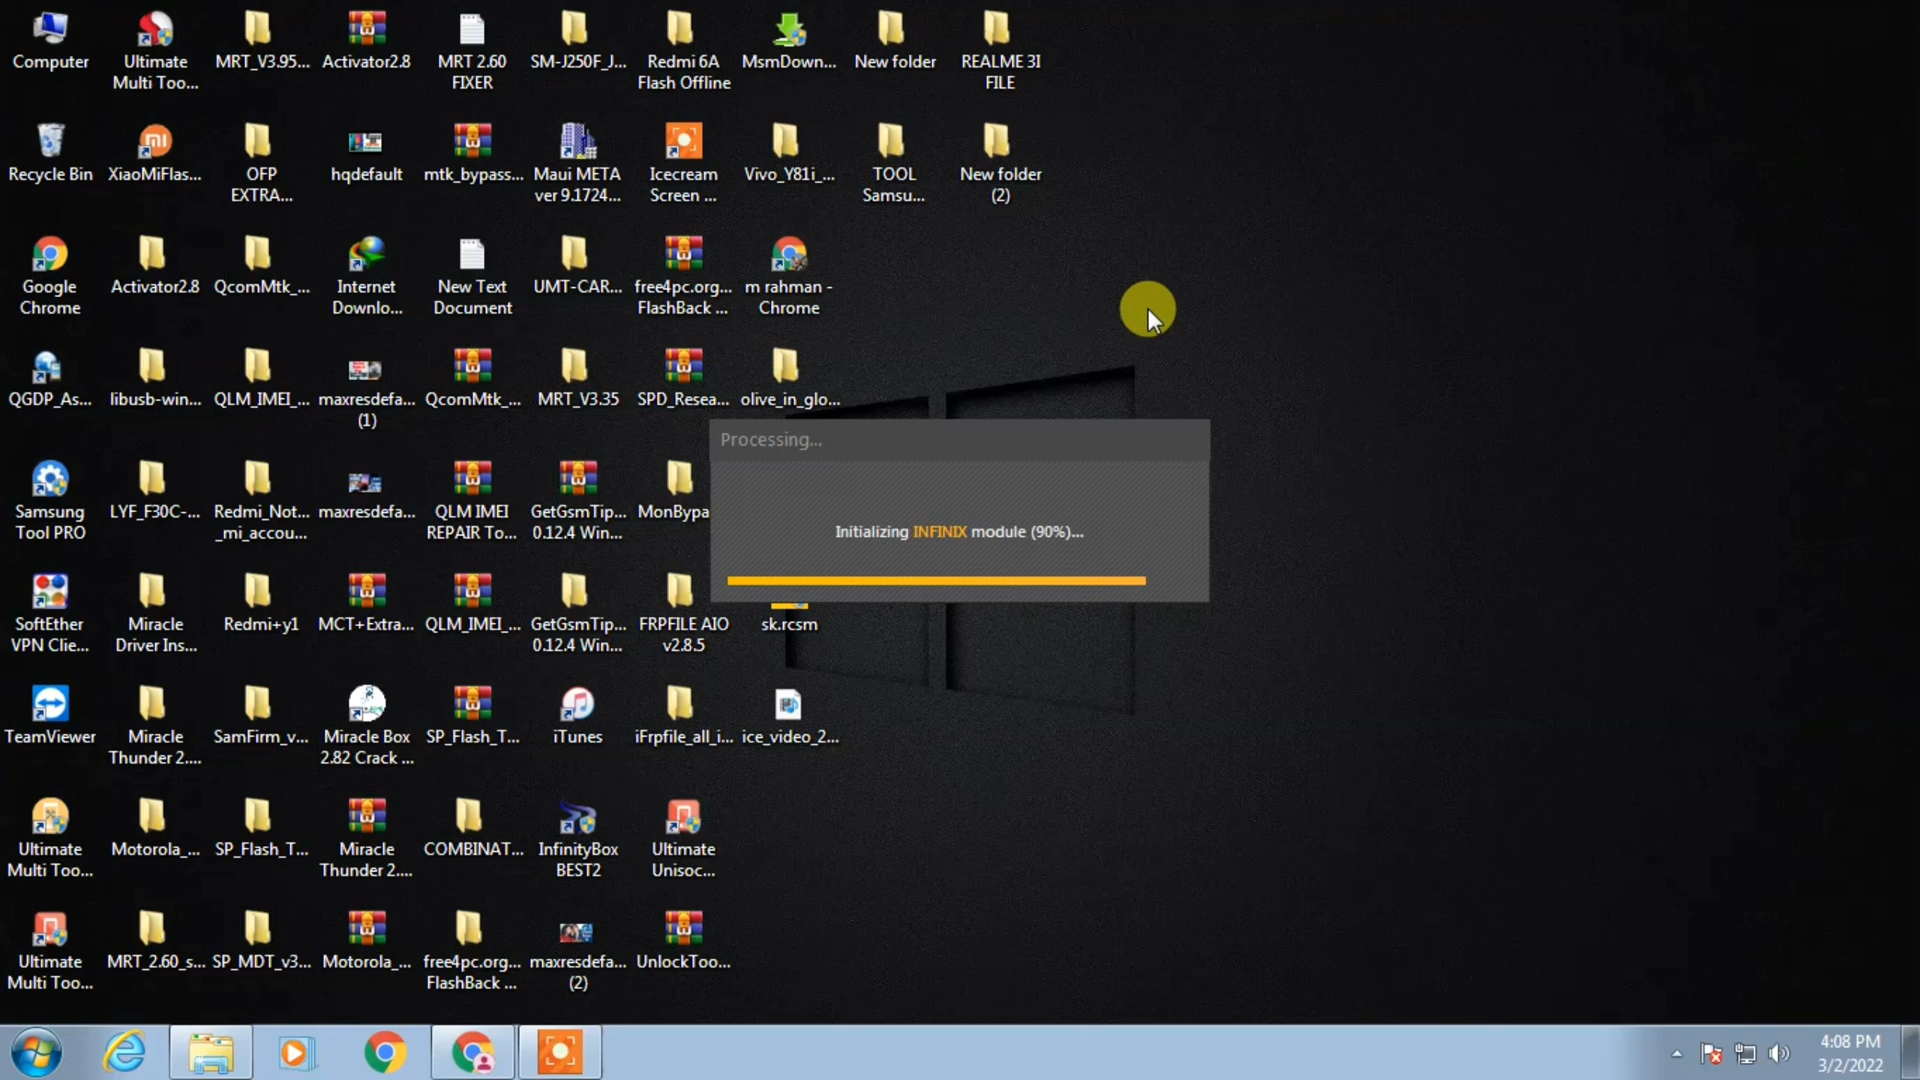 Computer
Ultimate
Multi Too...
MRT_V3.95...
Activator2.8
MRT 2.60
FIXER
SM-J250F_J...
Redmi 6A
Flash Offline
MsmDown...
New folder
REALME 3I
FILE
Recycle Bin
XiaoMiFlas...
OFP
EXTRA...
hqdefault
mtk_bypass...
Maui META
ver 9.1724...
Icecream
Screen ...
Vivo_Y81i_...
TOOL
Samsu...
New folder
(2)
Google
Chrome
Activator2.8
QcomMtk_...
Internet
Downlo...
New Text
Document
UMT-CAR...
free4pc.org...
FlashBack ...
m rahman -
Chrome
QGDP_As...
libusb-win...
QLM_IMEI_...
maxresdefa...
(1)
QcomMtk_...
MRT_V3.35
SPD_Resea...
olive_in_glo...
Processing...
Initializing INFINIX module (90%)...
Samsung
Tool PRO
LYF_F30C-...
Redmi_Not...
_mi_accou...
maxresdefa...
QLM IMEI
REPAIR To...
GetGsmTip...
0.12.4 Win...
MonBypa
SoftEther
VPN Clie...
Miracle
Driver Ins...
Redmi+y1
MCT+Extra...
QLM_IMEI_...
GetGsmTip...
0.12.4 Win...
FRPFILE AIO
v2.8.5
sk.rcsm
TeamViewer
Miracle
Thunder 2....
SamFirm_v...
Miracle Box
2.82 Crack ...
SP_Flash_T...
iTunes
iFrpfile_all_i...
ice_video_2...
Ultimate
Multi Too...
Motorola_...
SP_Flash_T...
Miracle
Thunder 2....
COMBINAT...
InfinityBox
BEST2
Ultimate
Unisoc...
Ultimate
Multi Too...
MRT_2.60_s...
SP_MDT_v3...
Motorola_...
free4pc.org...
FlashBack ...
maxresdefa...
(2)
UnlockToo...
4:08 PM
3/2/2022